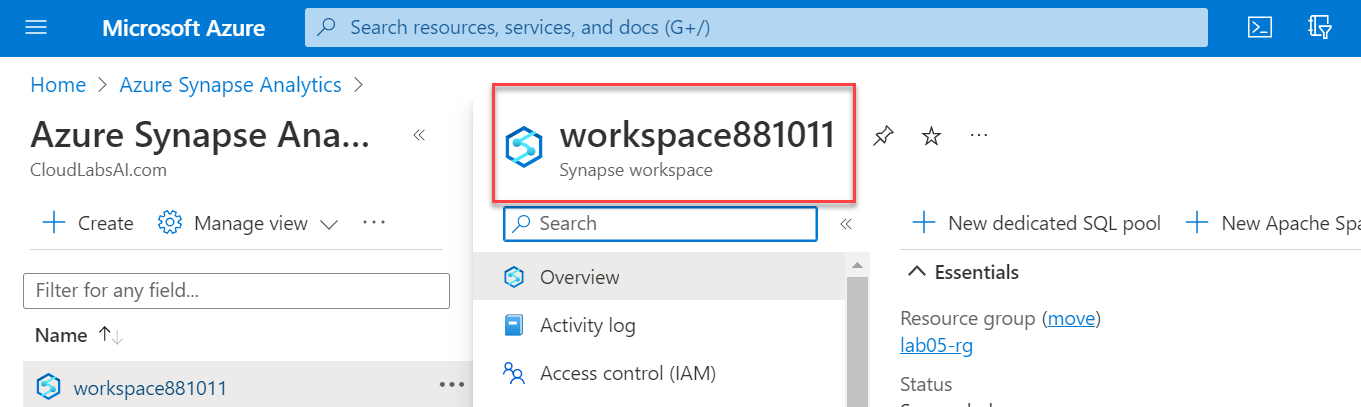 Microsoft Azure
Search resources, services, and docs (G+/)
Home > Azure Synapse Analytics >
Azure Synapse Ana...
CloudLabsAI.com
Create
Manage view
Filter for any field...
Name
workspace881011
workspace881011
Synapse workspace
Search
Overview
Activity log
Access control (IAM)
New dedicated SQL pool
New Apache
Essentials
Resource group (move)
lab05-rg
Status